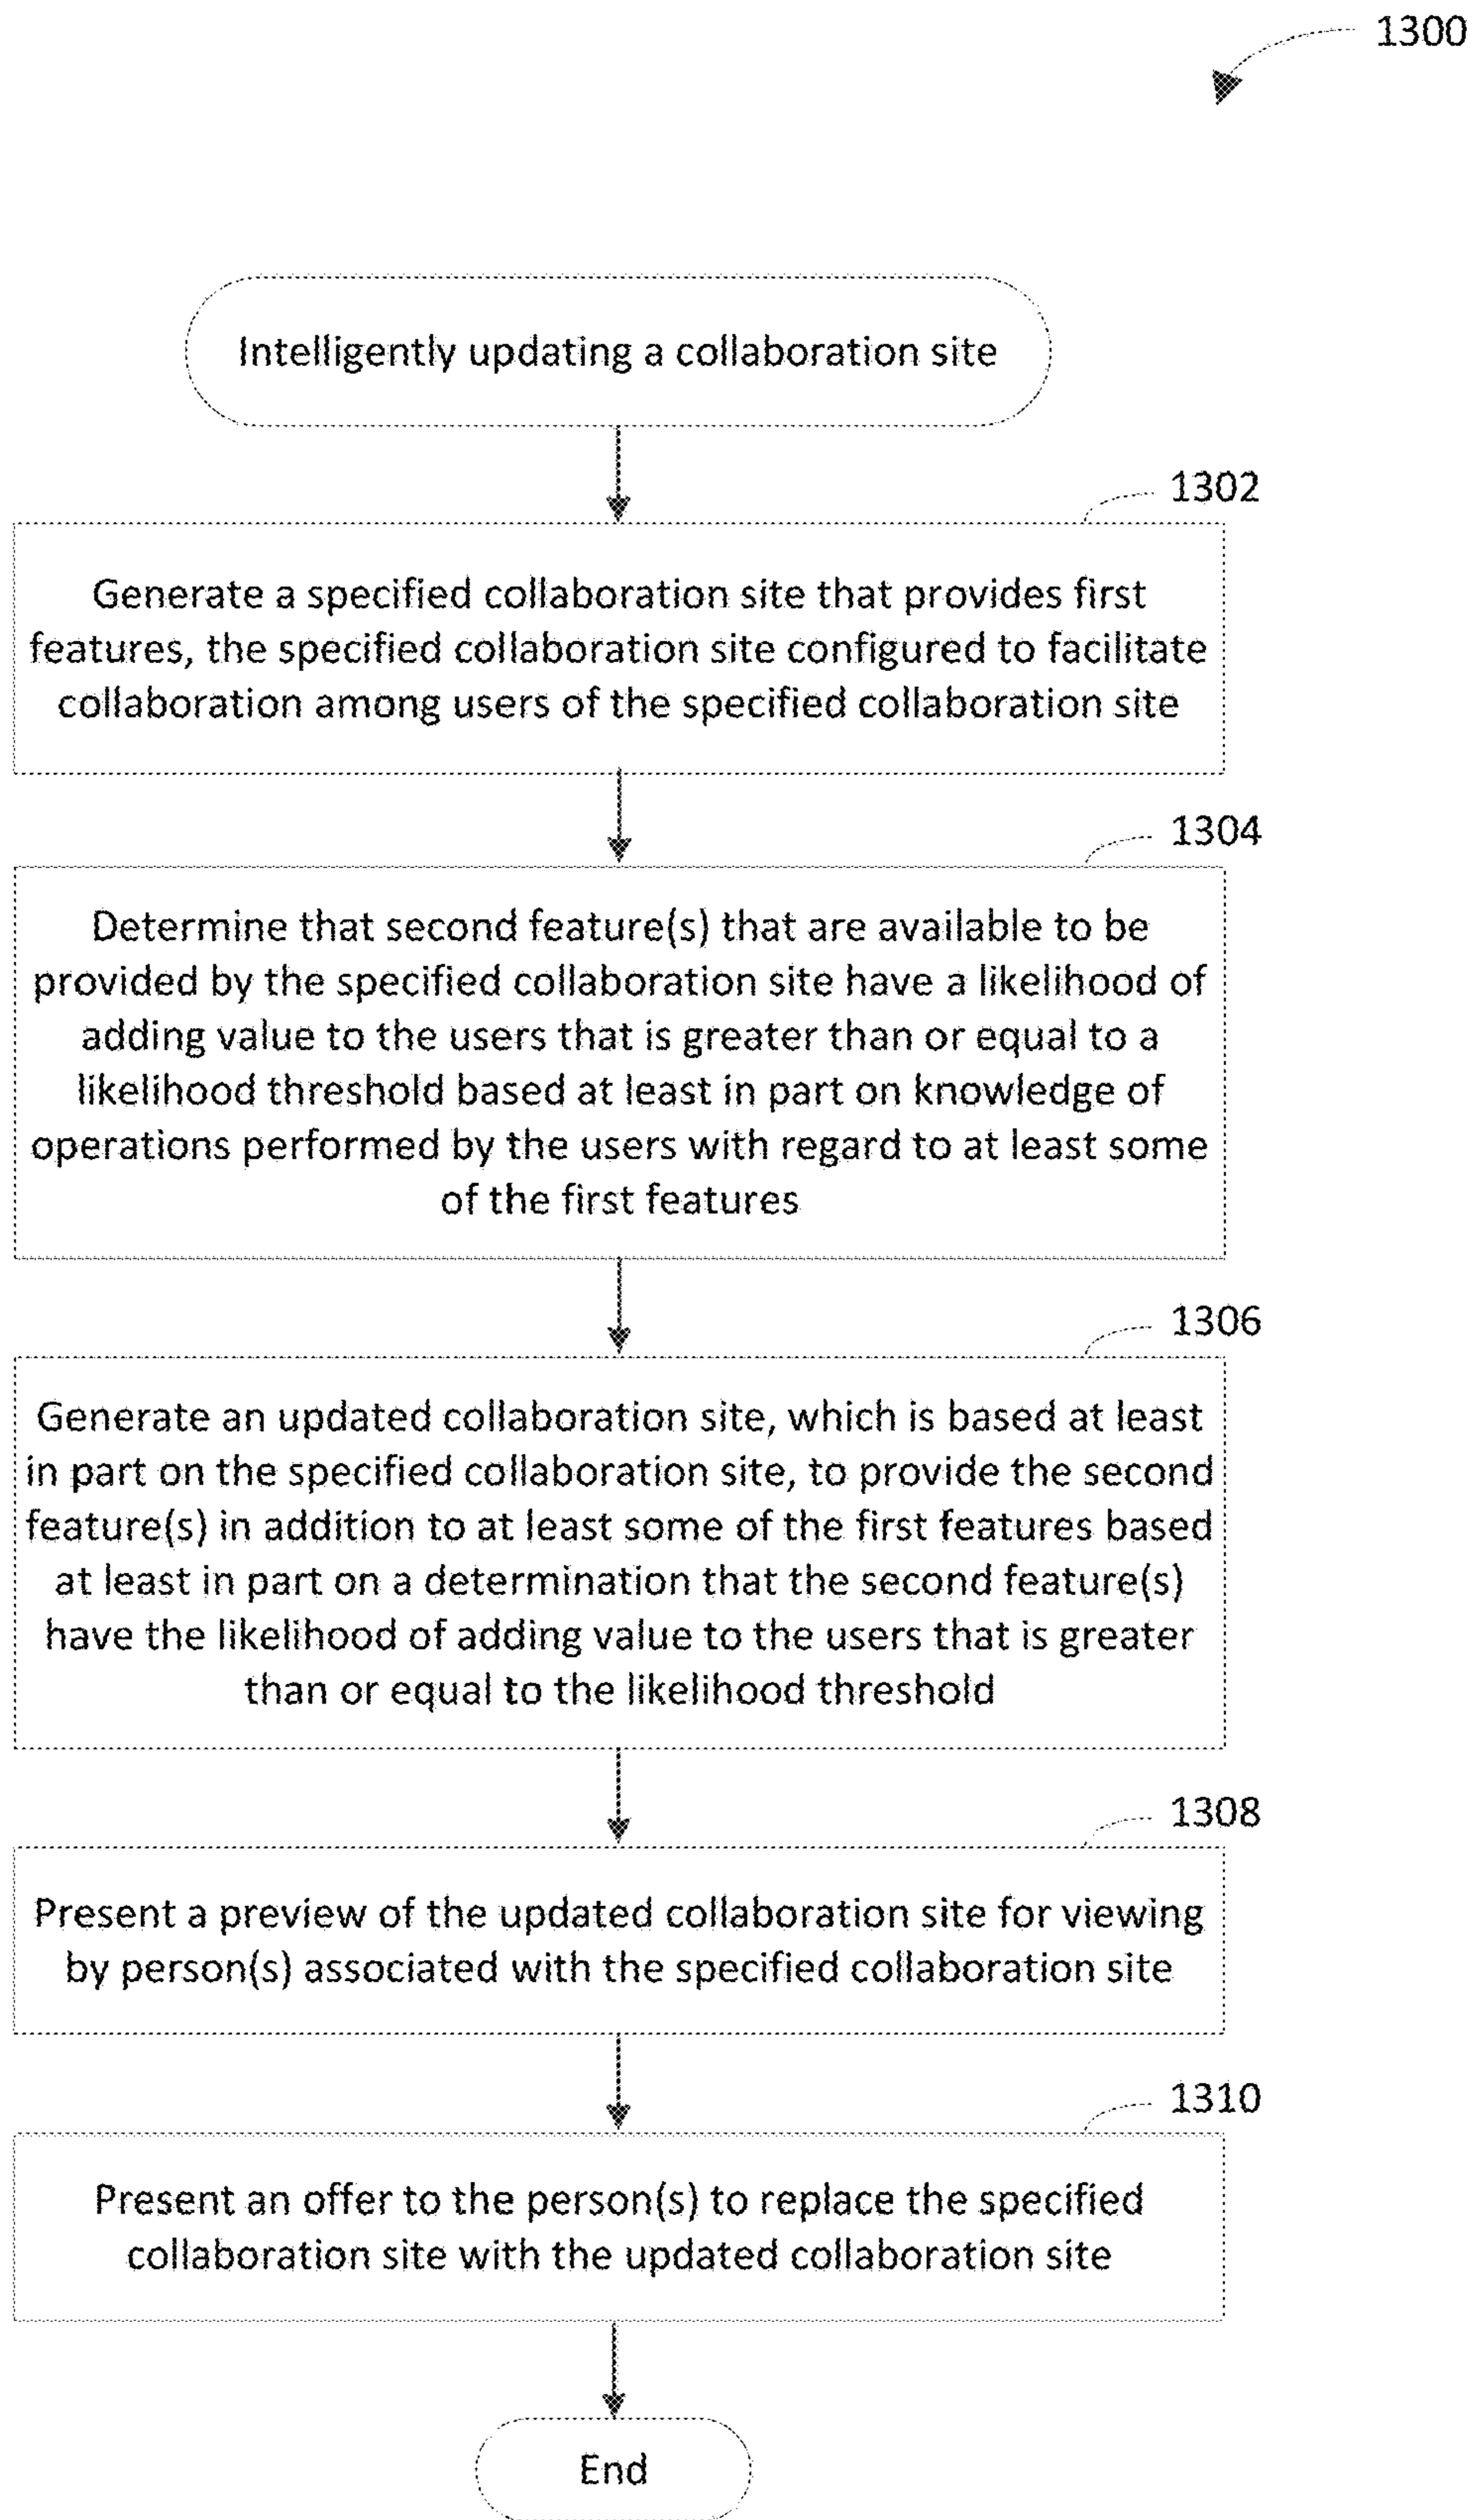 1300
Intelligently updating a collaboration site
1302
Generate a specified collaboration site that provides first
features, the specified collaboration site configured to facilitate
collaboration among users of the specified collaboration site
1304
Determine that second feature(s) that are available to be
provided by the specified collaboration site have a likelihood of
adding value to the users that is greater than or equal to a
likelihood threshold based at least in part on knowledge of
operations performed by the users with regard to at least some
of the first features
1306
Generate an updated collaboration site, which is based at least
in part on the specified collaboration site, to provide the second
feature(s) in addition to at least some of the first features based
at least in part on a determination that the second feature(s)
have the likelihood of adding value to the users that is greater
than or equal to the likelihood threshold
1308
Present a preview of the updated collaboration site for viewing
by person(s) associated with the specified collaboration site
1310
Present an offer to the person(s) to replace the specified
collaboration site with the updated collaboration site
End